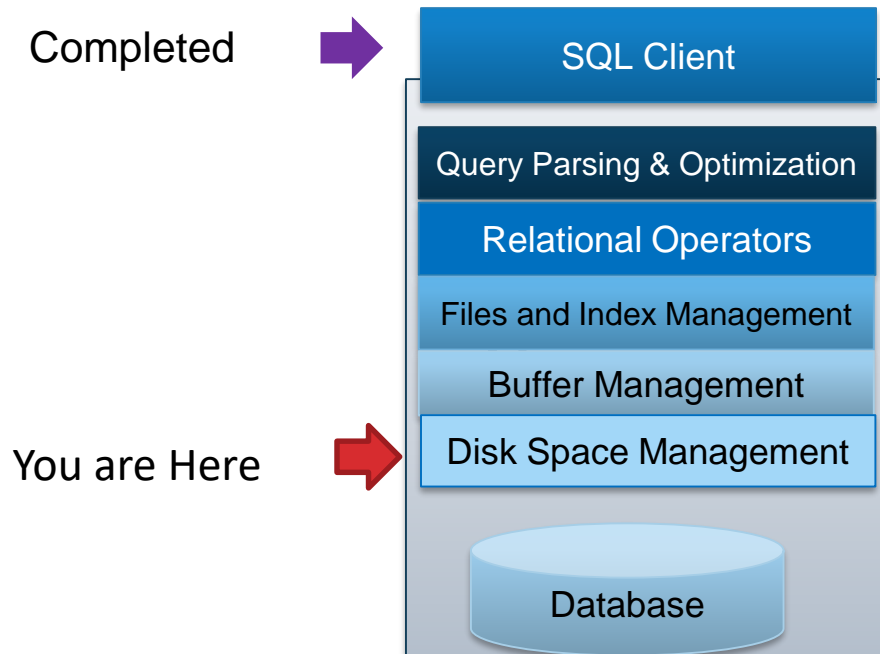 Completed
SQL Client
Query Parsing & Optimization
Relational Operators
Files and Index Management
Buffer Management
You are Here
Disk Space Management
Database